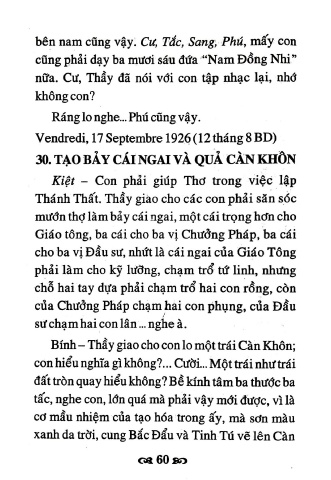 bên nam cũng vậy. Cư, Tắc, Sang, Phú, mấy con
cũng phải dạy ba mươi sáu đứa “Nam Đồng Nhi”
nữa. Cư, Thầy đã nói với con tập nhạc lại, nhớ
không con?
Ráng lo nghe... Phú cũng vậy.
Vendredi, 17 Septembre 1926 (12 tháng 8 BD)
30. TẠO BẢY CÁI NGAI VÀ QUẢ CÀN KHÔN
Kiệt – Con phải giúp Thơ trong việc lập
Thánh Thất. Thầy giao cho các con phải săn sóc
mướn thợ làm bảy cái ngai, một cái trọng hơn cho
Giáo tông, ba cái cho ba vị Chưởng Pháp, ba cái
cho ba vị Đầu sư, nhứt là cái ngai của Giáo Tông
phải làm cho kỹ lưỡng, chạm trổ tứ linh, nhưng
chỗ hai tay dựa phải chạm trổ hai con rồng, còn
của Chưởng Pháp chạm hai con phụng, của Đầu
sư chạm hai con lân ... nghe à.
Bính – Thầy giao cho con lo một trái Càn Khôn;
con hiểu nghĩa gì không?... Cười... Một trái như trái
đất tròn quay hiểu không? Bề kính tâm ba thước ba
tấc, nghe con, lớn quá mà phải vậy mới được, vì là
cơ mầu nhiệm của tạo hóa trong ấy, mà sơn màu
xanh da trời, cung Bắc Đẩu và Tinh Tú vẽ lên Càn
60